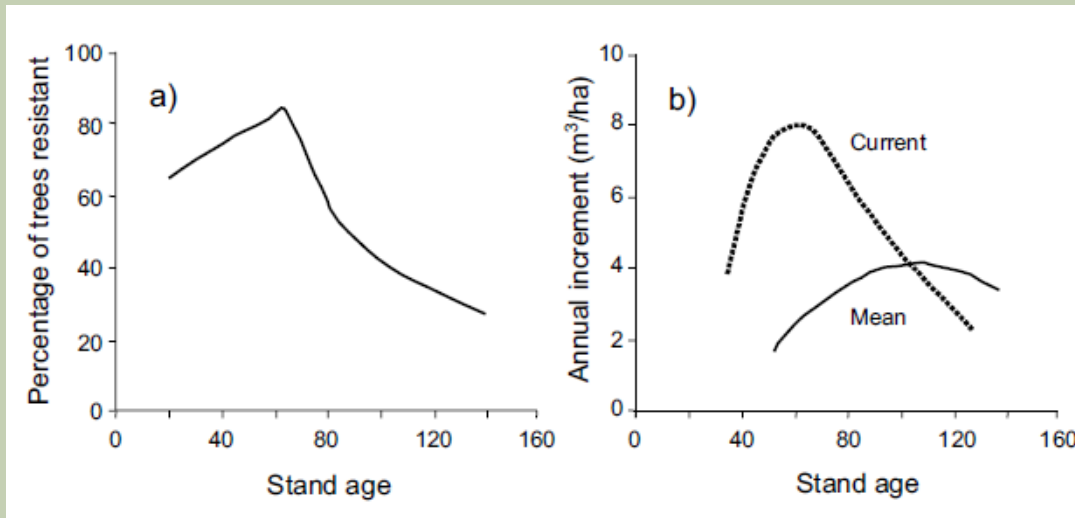 a)
Percentage of trees resistant
100
80
60
40
20
0
0 40 80 120 160
Stand age
b)
Annual increment (m³/ha)
10
8
6
4
2
0
Current
Mean
0 40 80 120 160
Stand age